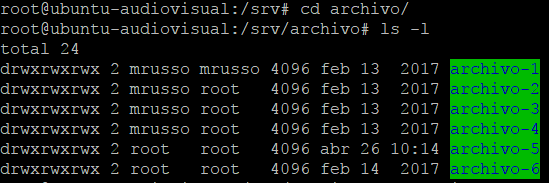 root@ubuntu-audiovisual:/srv# cd archivo/
root@ubuntu-audiovisual:/srv/archivo# ls -l
total 24
drwxrwxrwx 2 mrusso mrusso 4096 feb 13  2017 archivo-1
drwxrwxrwx 2 mrusso root   4096 feb 13  2017 archivo-2
drwxrwxrwx 2 mrusso root   4096 feb 13  2017 archivo-3
drwxrwxrwx 2 mrusso root   4096 feb 13  2017 archivo-4
drwxrwxrwx 2 root   root   4096 abr 26 10:14 archivo-5
drwxrwxrwx 2 root   root   4096 feb 14  2017 archivo-6